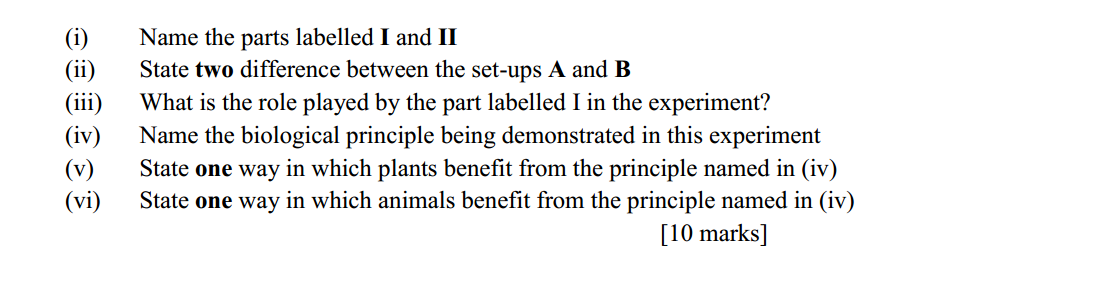 (i) Name the parts labelled I and II
(ii) State two difference between the set-ups A and B
(iii) What is the role played by the part labelled I in the experiment?
(iv) Name the biological principle being demonstrated in this experiment
(v) State one way in which plants benefit from the principle named in (iv)
(vi) State one way in which animals benefit from the principle named in (iv)
[10 marks]